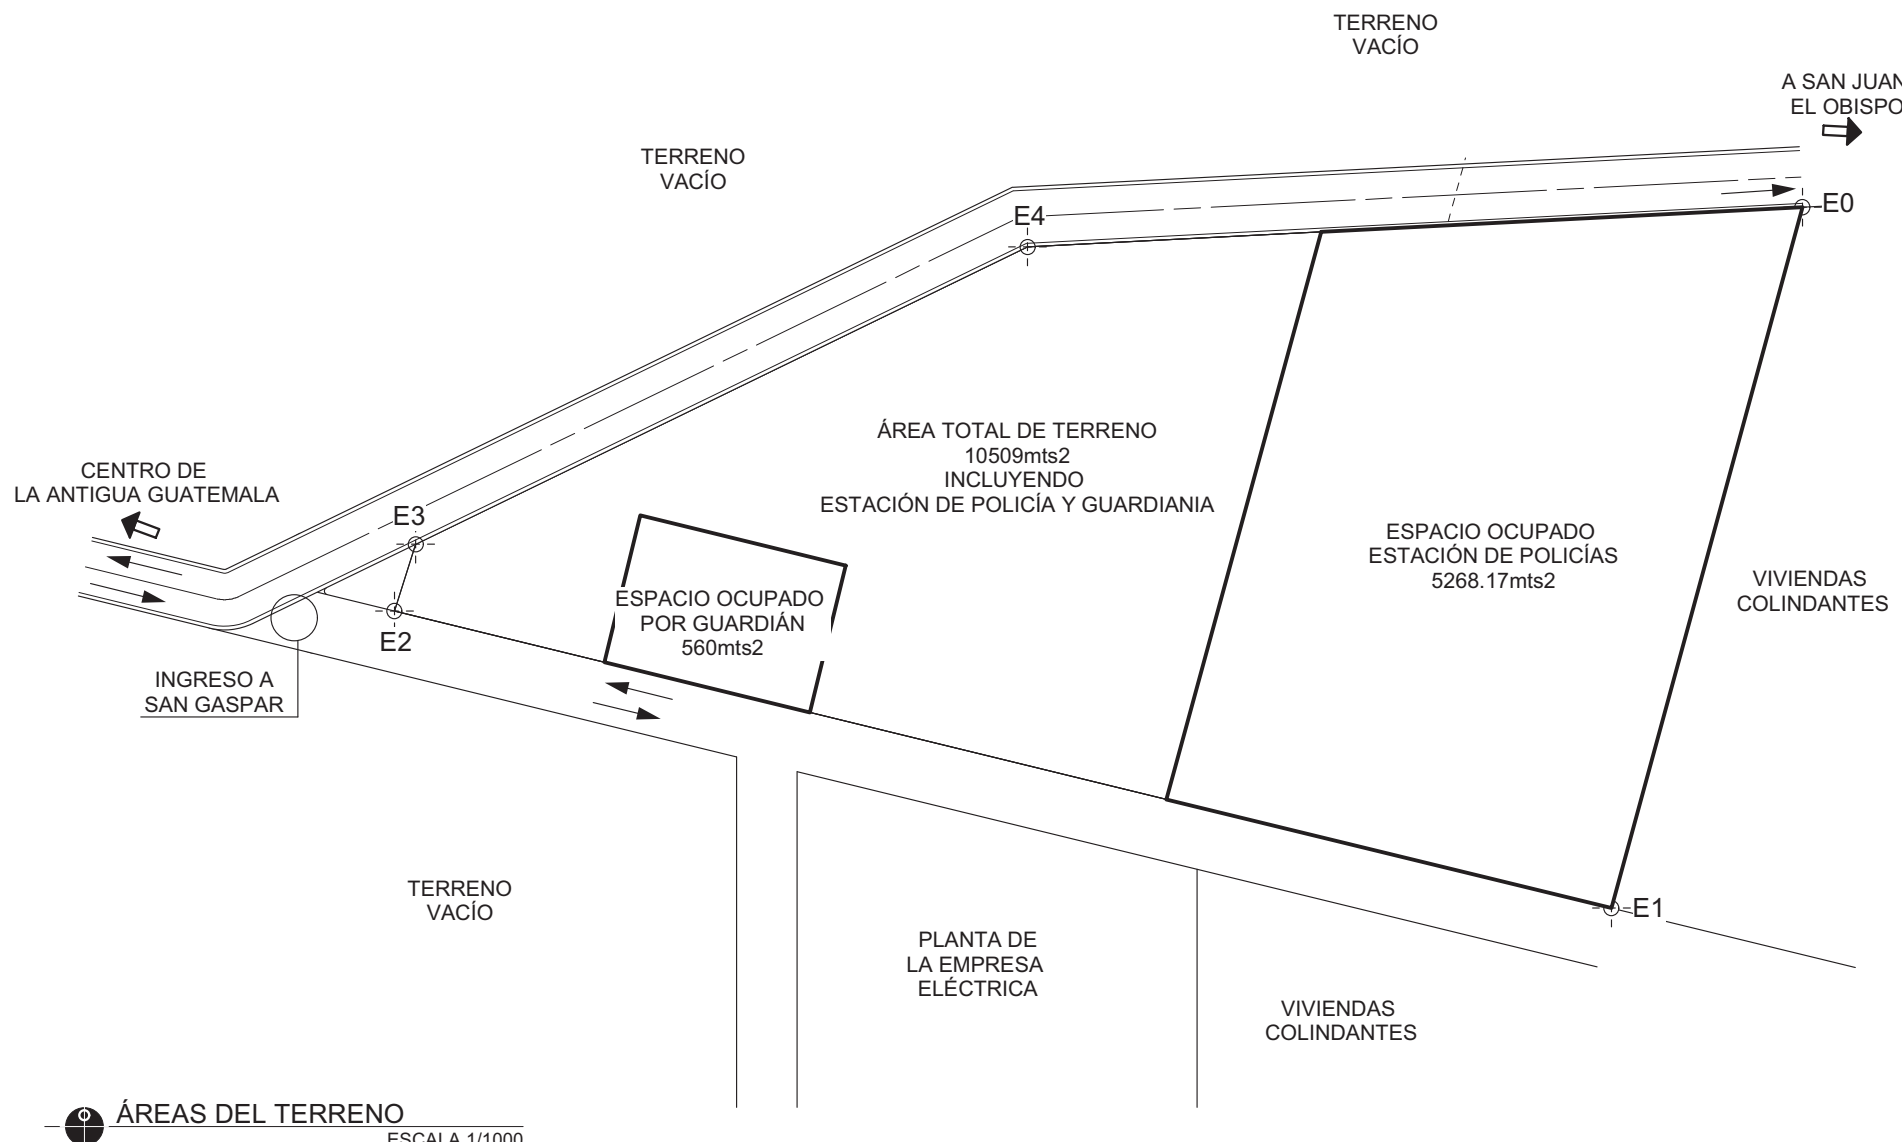 TERRENO
VACÍO
A SAN JUAN
EL OBISPO
TERRENO
VACÍO
E4
E0
ÁREA TOTAL DE TERRENO
10509mts2
INCLUYENDO
ESTACIÓN DE POLICÍA Y GUARDIANIA
CENTRO DE
LA ANTIGUA GUATEMALA
E3
ESPACIO OCUPADO
ESTACIÓN DE POLICÍAS
5268.17mts2
VIVIENDAS
COLINDANTES
ESPACIO OCUPADO
POR GUARDIÁN
560mts2
E2
INGRESO A
SAN GASPAR
TERRENO
VACÍO
E1
PLANTA DE
LA EMPRESA
ELÉCTRICA
VIVIENDAS
COLINDANTES
ÁREAS DEL TERRENO
ESCALA 1/1000